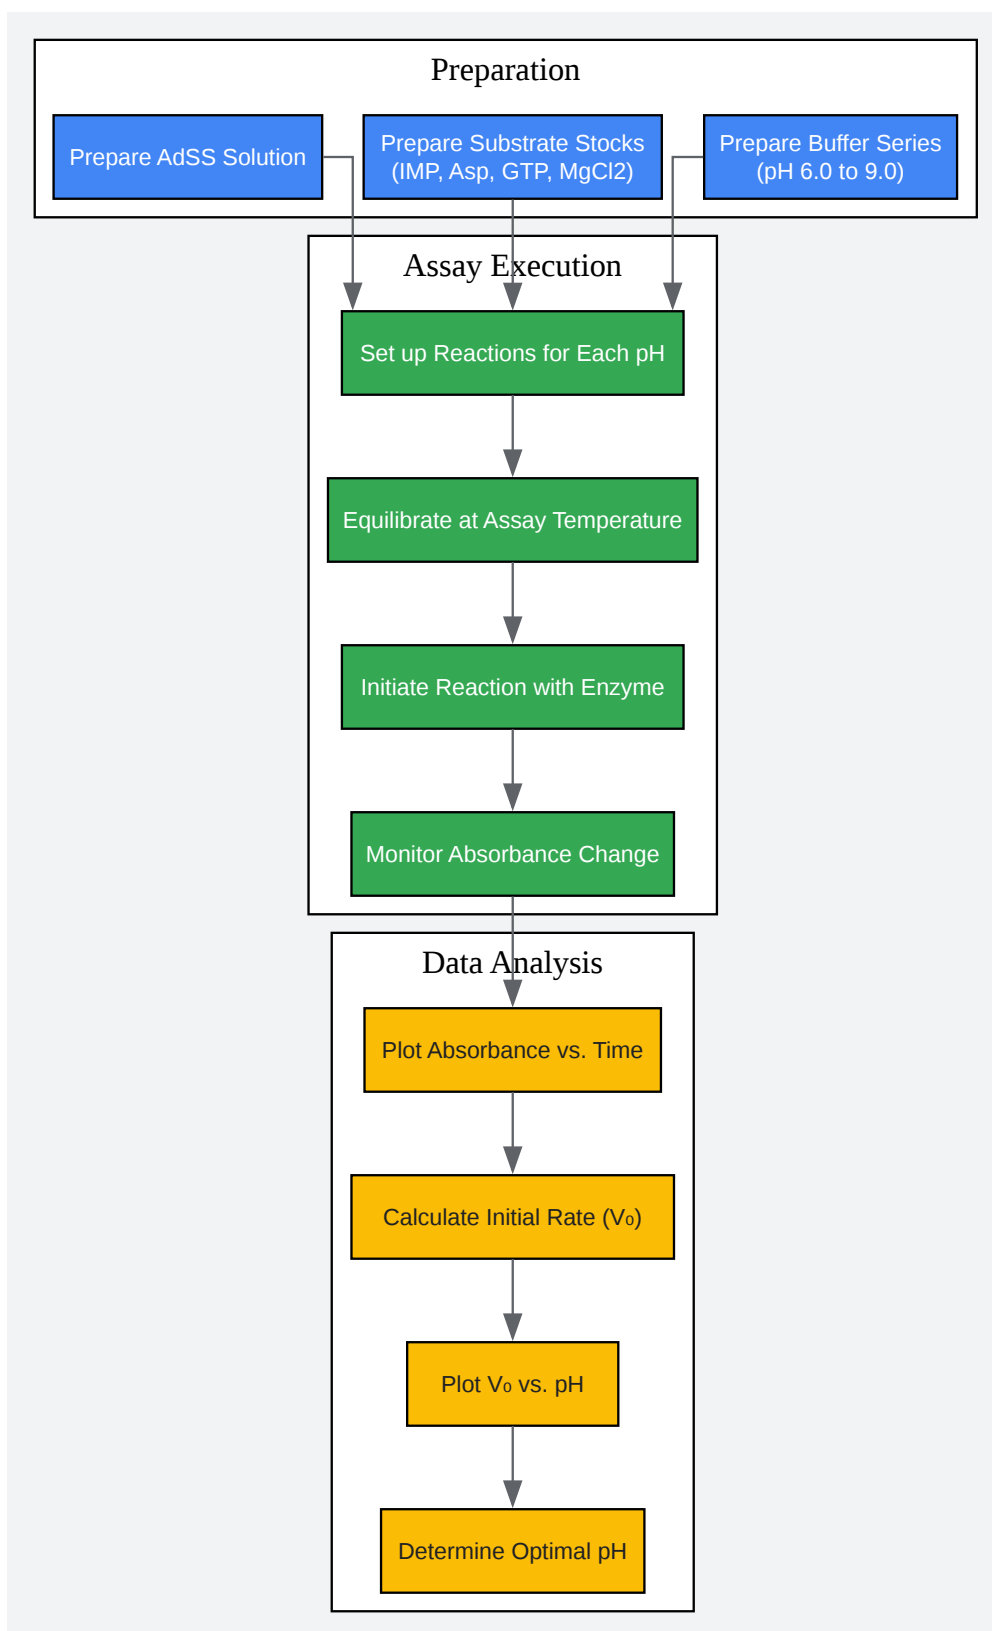 Preparation
Prepare AdSS Solution
Prepare Substrate Stocks
(IMP, Asp, GTP, MgCl2)
Prepare Buffer Series
(pH 6.0 to 9.0)
Assay Execution
Set up Reactions for Each pH
Equilibrate at Assay Temperature
Initiate Reaction with Enzyme
Monitor Absorbance Change
Data Analysis
Plot Absorbance vs. Time
Calculate Initial Rate (V₀)
Plot V₀ vs. pH
Determine Optimal pH